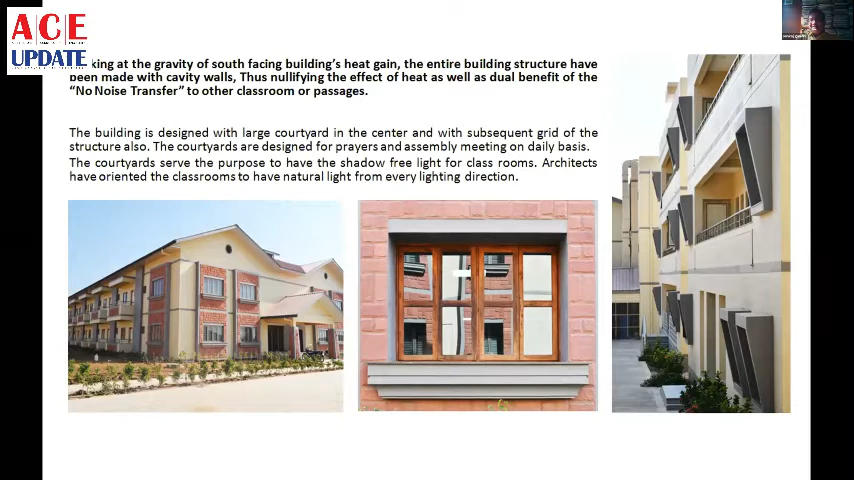 ACE
UPDATE
king at the gravity of south facing building's heat gain, the entire building structure have
been made with cavity walls, Thus nullifying the effect of heat as well as dual benefit of the
“No Noise Transfer” to other classroom or passages.
The building is designed with large courtyard in the center and with subsequent grid of the
structure also. The courtyards are designed for prayers and assembly meeting on daily basis.
The courtyards serve the purpose to have the shadow free light for class rooms. Architects
have oriented the classrooms to have natural light from every lighting direction.